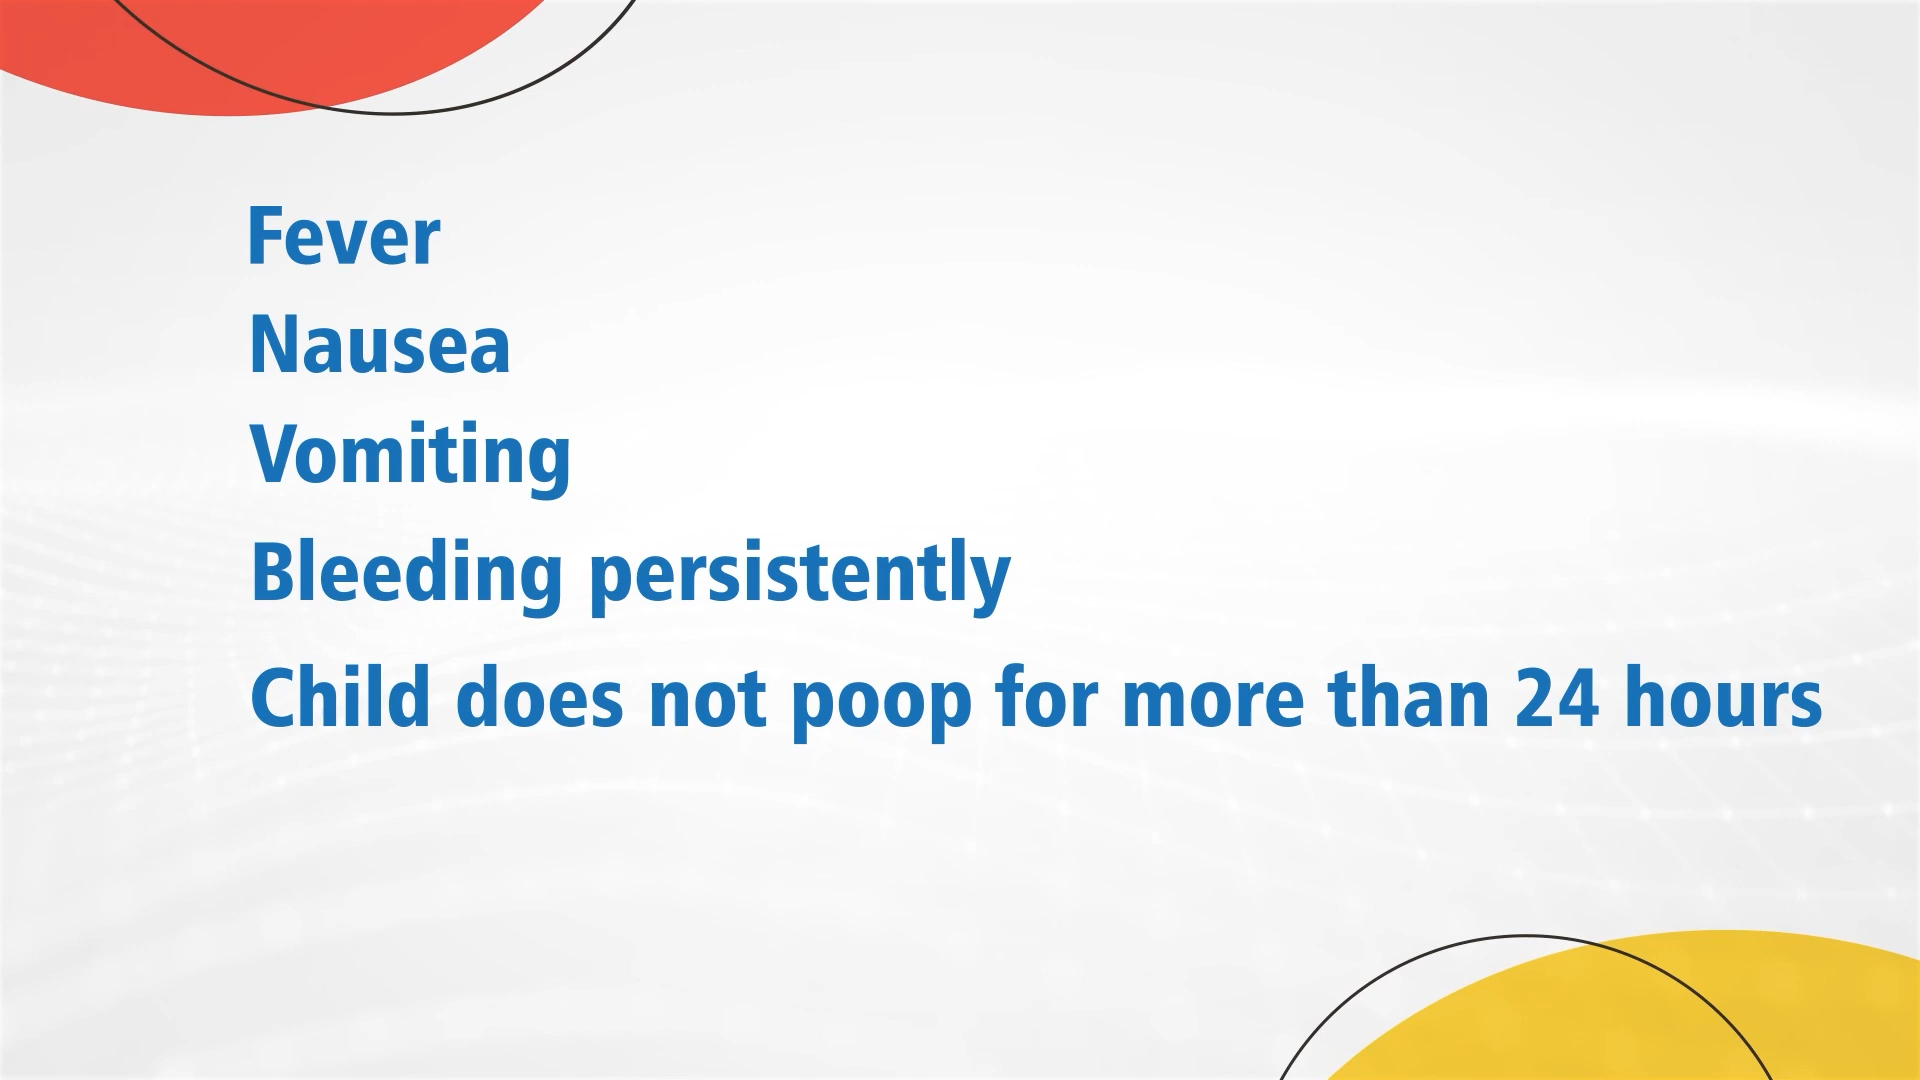 Fever
Nausea
Vomiting
Bleeding persistently
Child does not poop for more than 24 hours